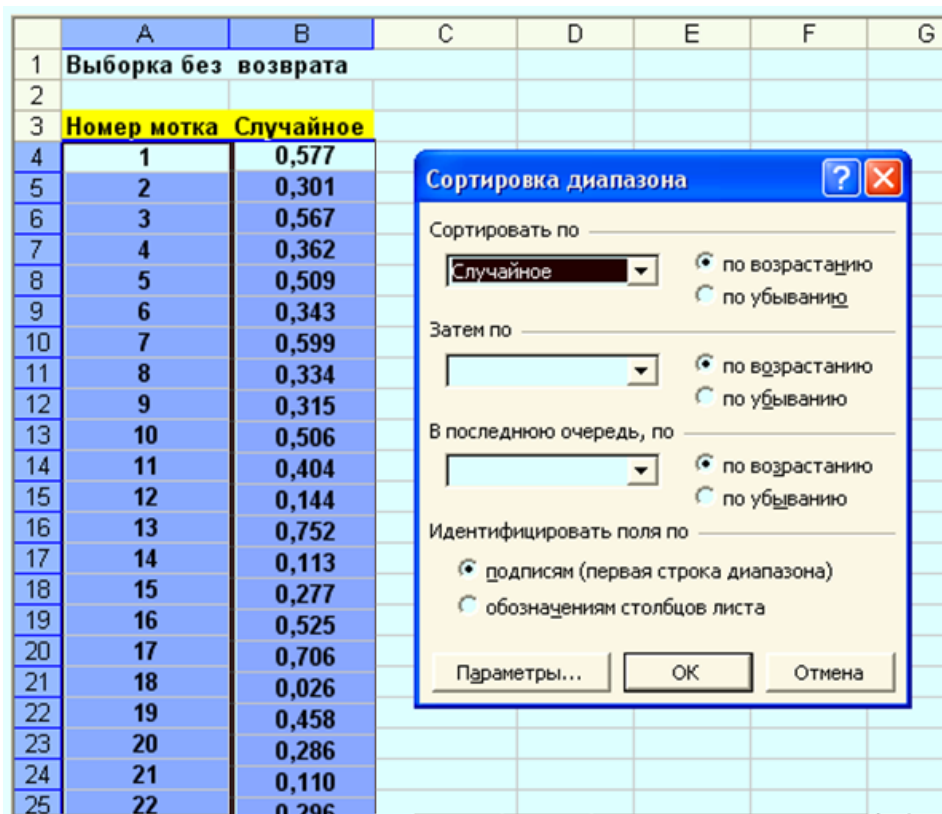 A B C D E F G
1 Выборка без возврата
2
3 Номер мотка Случайное
4 1 0,577
5 2 0,301
6 3 0,567
7 4 0,362
8 5 0,509
9 6 0,343
10 7 0,599
11 8 0,334
12 9 0,315
13 10 0,506
14 11 0,404
15 12 0,144
16 13 0,752
17 14 0,113
18 15 0,277
19 16 0,525
20 17 0,706
21 18 0,026
22 19 0,458
23 20 0,286
24 21 0,110
25 22 0,296
Сортировка диапазона ?
Сортировать по
Случайное
по возрастанию
по убыванию
Затем по
по возрастанию
по убыванию
В последнюю очередь, по
по возрастанию
по убыванию
Идентифицировать поля по
подписям (первая строка диапазона)
обозначениям столбцов листа
Параметры... ОК Отмена